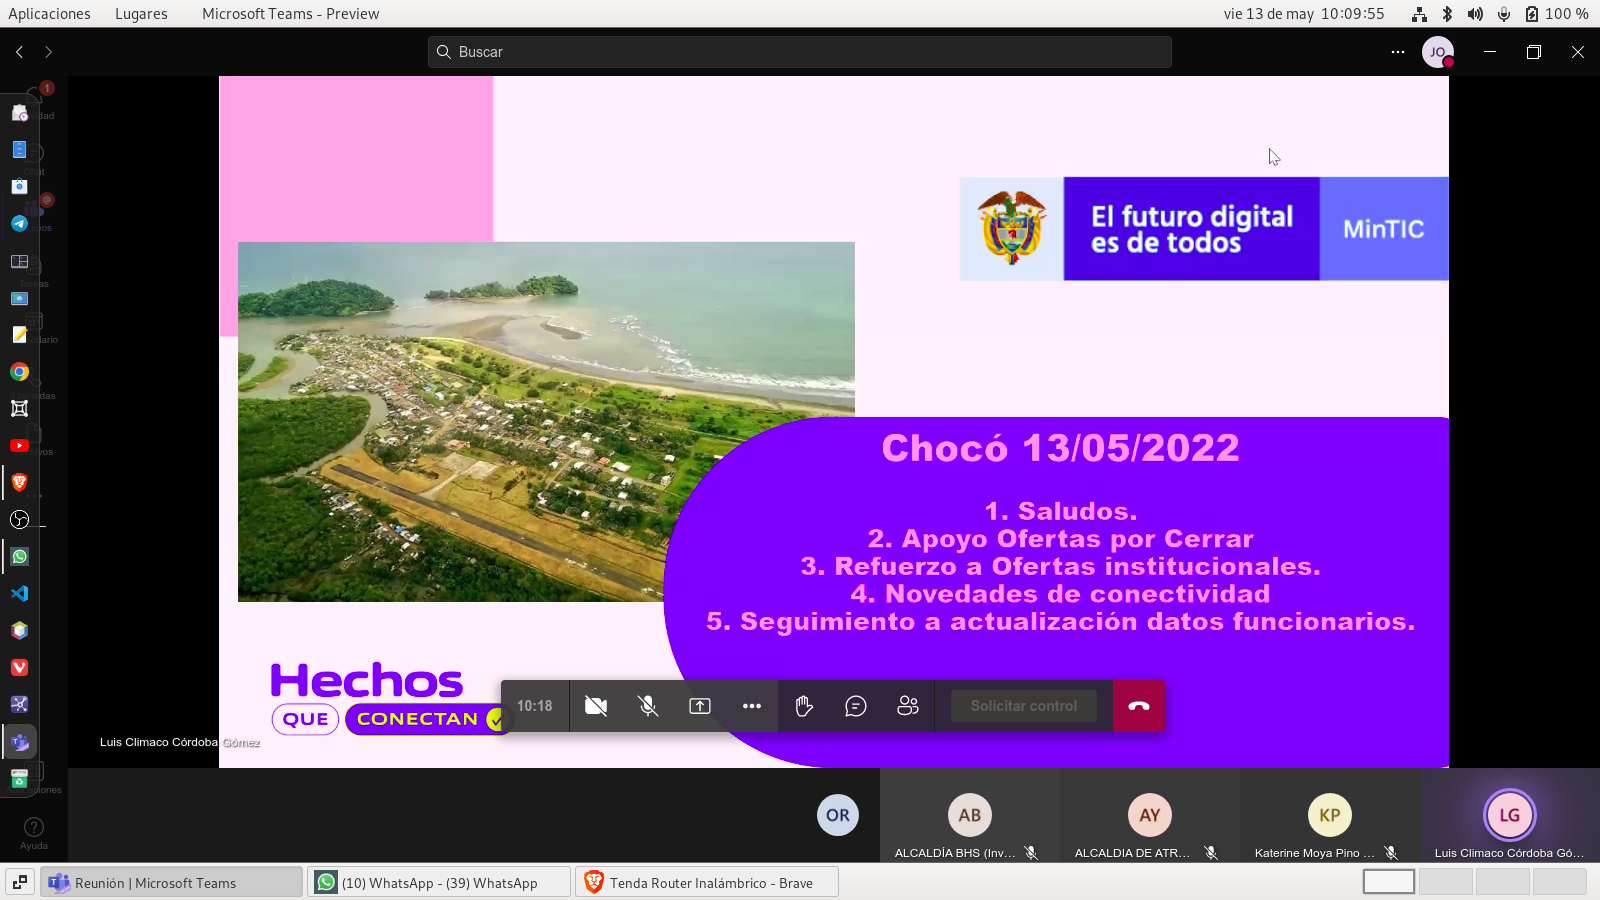 Aplicaciones Lugares Microsoft Teams - Preview vie 13 de may 10:09:55 100 %
Buscar JO
1
@
El futuro digital
es de todos
MinTIC
Chocó 13/05/2022
1. Saludos.
2. Apoyo Ofertas por Cerrar
3. Refuerzo a Ofertas institucionales.
4. Novedades de conectividad
5. Seguimiento a actualización datos funcionarios.
Hechos
QUE CONECTAN
10:18 Solicitar control
Luis Climaco Córdoba Gómez
Ayuda
OR AB AY KP LG
ALCALDÍA BHS (Inv... ALCALDIA DE ATR... Katerine Moya Pino ... Luis Climaco Córdoba Gó...
Reunión | Microsoft Teams (10) WhatsApp - (39) WhatsApp Tenda Router Inalámbrico - Brave